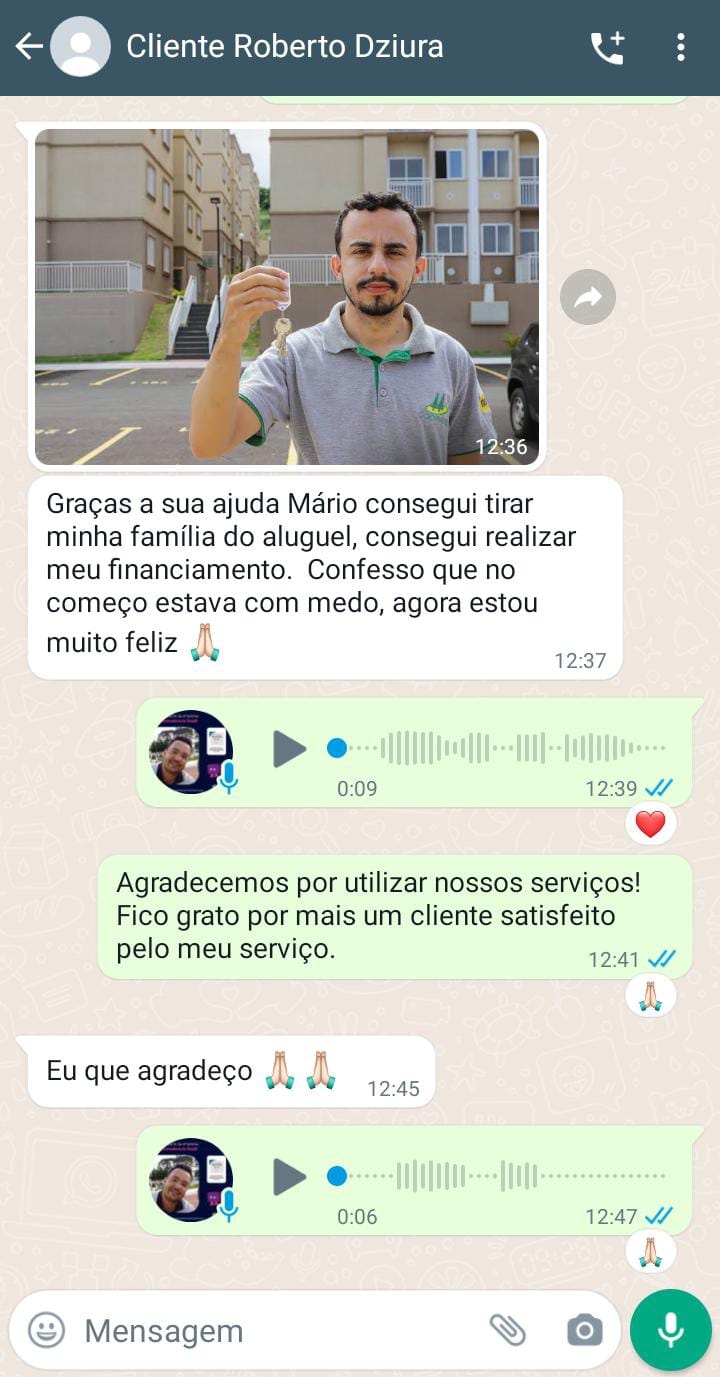 Cliente Roberto Dziura
12:36
Graças a sua ajuda Mário consegui tirar
minha família do aluguel, consegui realizar
meu financiamento.  Confesso que no
começo estava com medo, agora estou
muito feliz 🙏🏻
12:37
0:09
12:39
❤️
Agradecemos por utilizar nossos serviços!
Fico grato por mais um cliente satisfeito
pelo meu serviço.
12:41
🙏🏻
Eu que agradeço 🙏🏻 🙏🏻
12:45
0:06
12:47
🙏🏻
Mensagem